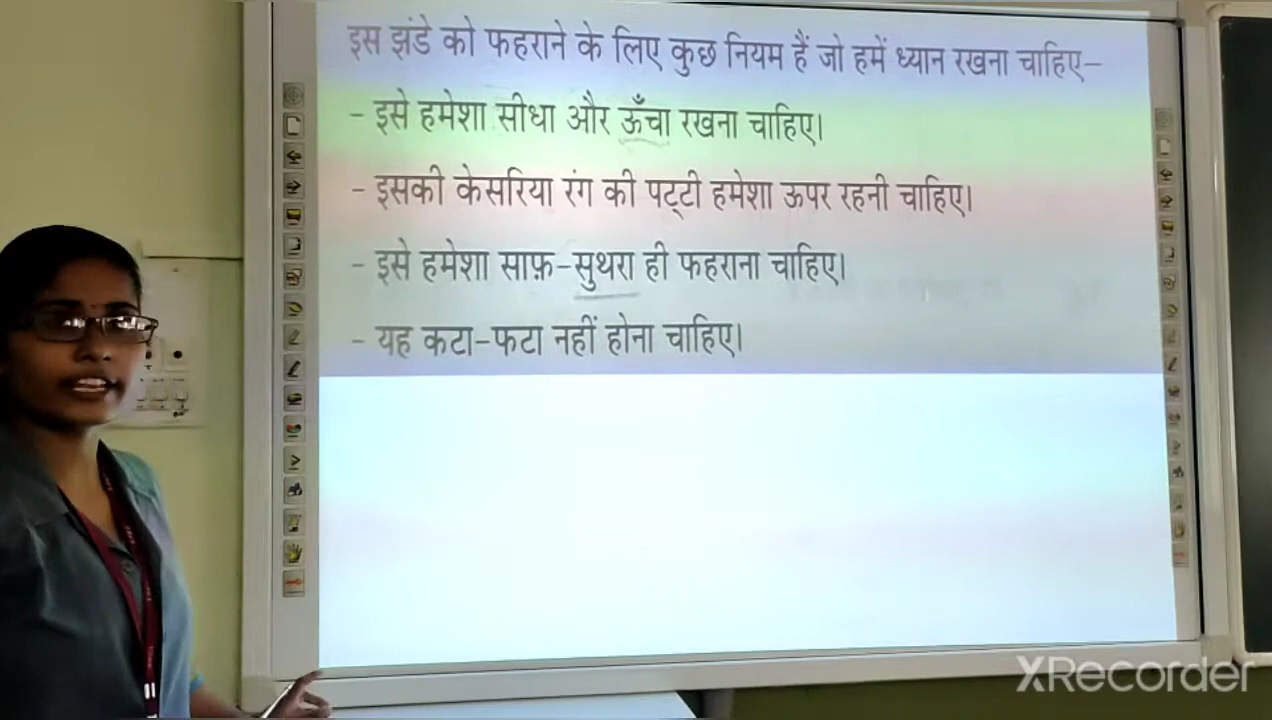 इस झंडे को फहराने के लिए कुछ नियम हैं जो हमें ध्यान रखना चाहिए–
- इसे हमेशा सीधा और ऊँचा रखना चाहिए।
- इसकी केसरिया रंग की पट्टी हमेशा ऊपर रहनी चाहिए।
- इसे हमेशा साफ़-सुथरा ही फहराना चाहिए।
- यह कटा-फटा नहीं होना चाहिए।
XRecorder